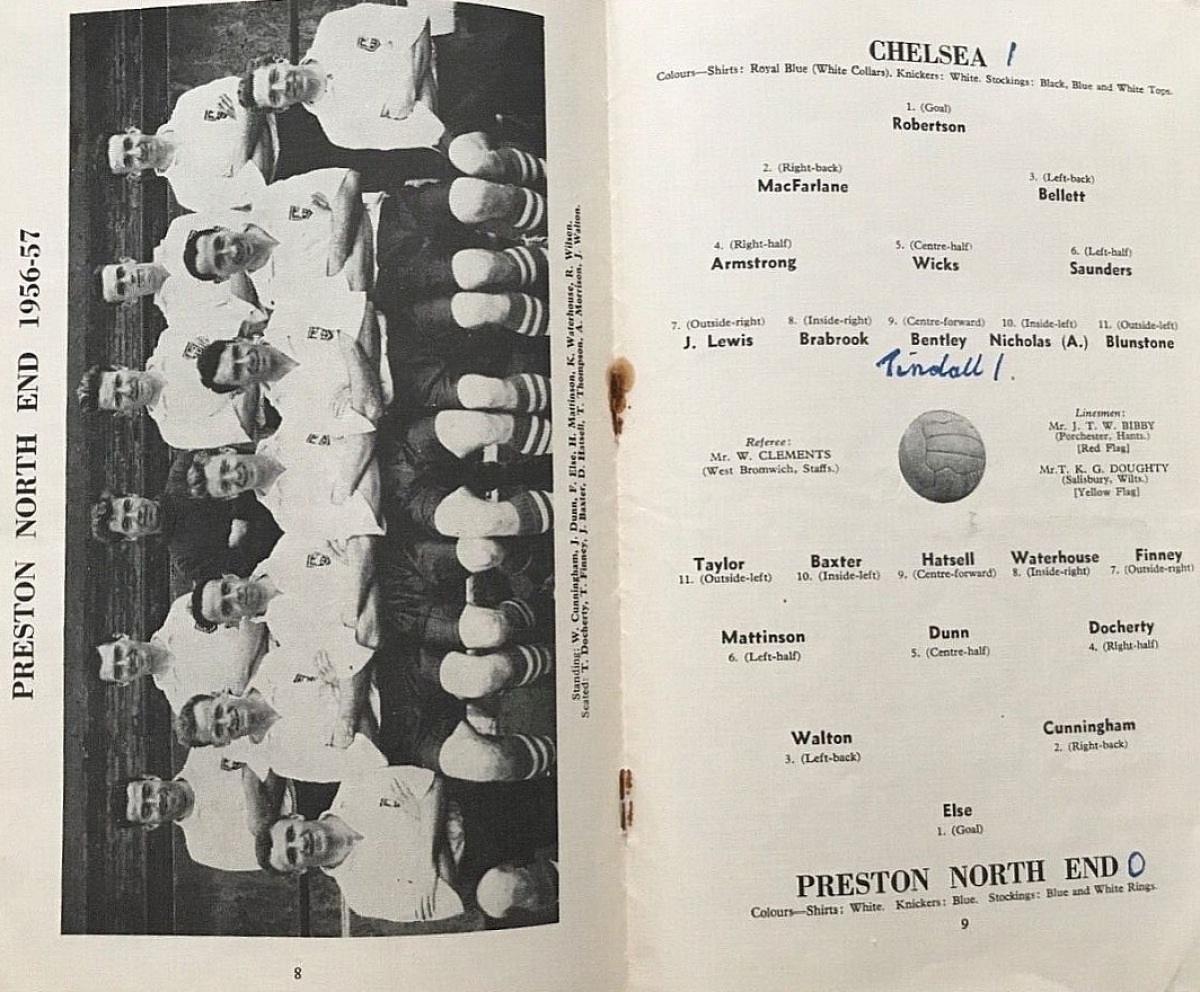 PRESTON NORTH END 1956-57
Standing: W. Cunningham, J. Dunn, F. Else, H. Mattinson, K. Waterhouse, R. Wilson.
Seated: T. Docherty, T. Finney, J. Baxter, D. Hatsell, T. Thompson, A. Morrison, J. Walton.
8
CHELSEA 1
Colours—Shirts: Royal Blue (White Collars). Knickers: White. Stockings: Black, Blue and White Tops.
1. (Goal)
Robertson
2. (Right-back) 3. (Left-back)
MacFarlane Bellett
4. (Right-half) 5. (Centre-half) 6. (Left-half)
Armstrong Wicks Saunders
7. (Outside-right) 8. (Inside-right) 9. (Centre-forward) 10. (Inside-left) 11. (Outside-left)
J. Lewis Brabrook Bentley Nicholas (A.) Blunstone
Tindall 1.
Referee:
Mr. W. CLEMENTS
(West Bromwich, Staffs.)
Linesmen:
Mr. J. T. W. BIBBY
(Porchester, Hants.)
[Red Flag]
Mr.T. K. G. DOUGHTY
(Salisbury, Wilts.)
[Yellow Flag]
Taylor Baxter Hatsell Waterhouse Finney
11. (Outside-left) 10. (Inside-left) 9. (Centre-forward) 8. (Inside-right) 7. (Outside-right)
Mattinson Dunn Docherty
6. (Left-half) 5. (Centre-half) 4. (Right-half)
Walton Cunningham
3. (Left-back) 2. (Right-back)
Else
1. (Goal)
PRESTON NORTH END 0
Colours—Shirts: White. Knickers: Blue. Stockings: Blue and White Rings.
9